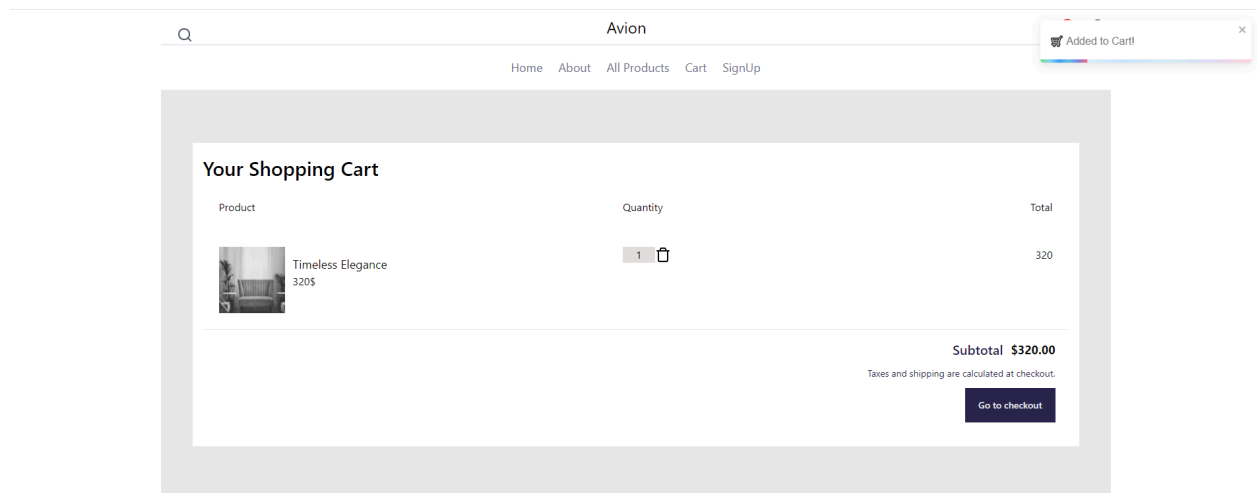 Avion
Added to Cart!
Home About All Products Cart SignUp
Your Shopping Cart
Product Quantity Total
Timeless Elegance
320$
1
320
Subtotal $320.00
Taxes and shipping are calculated at checkout.
Go to checkout